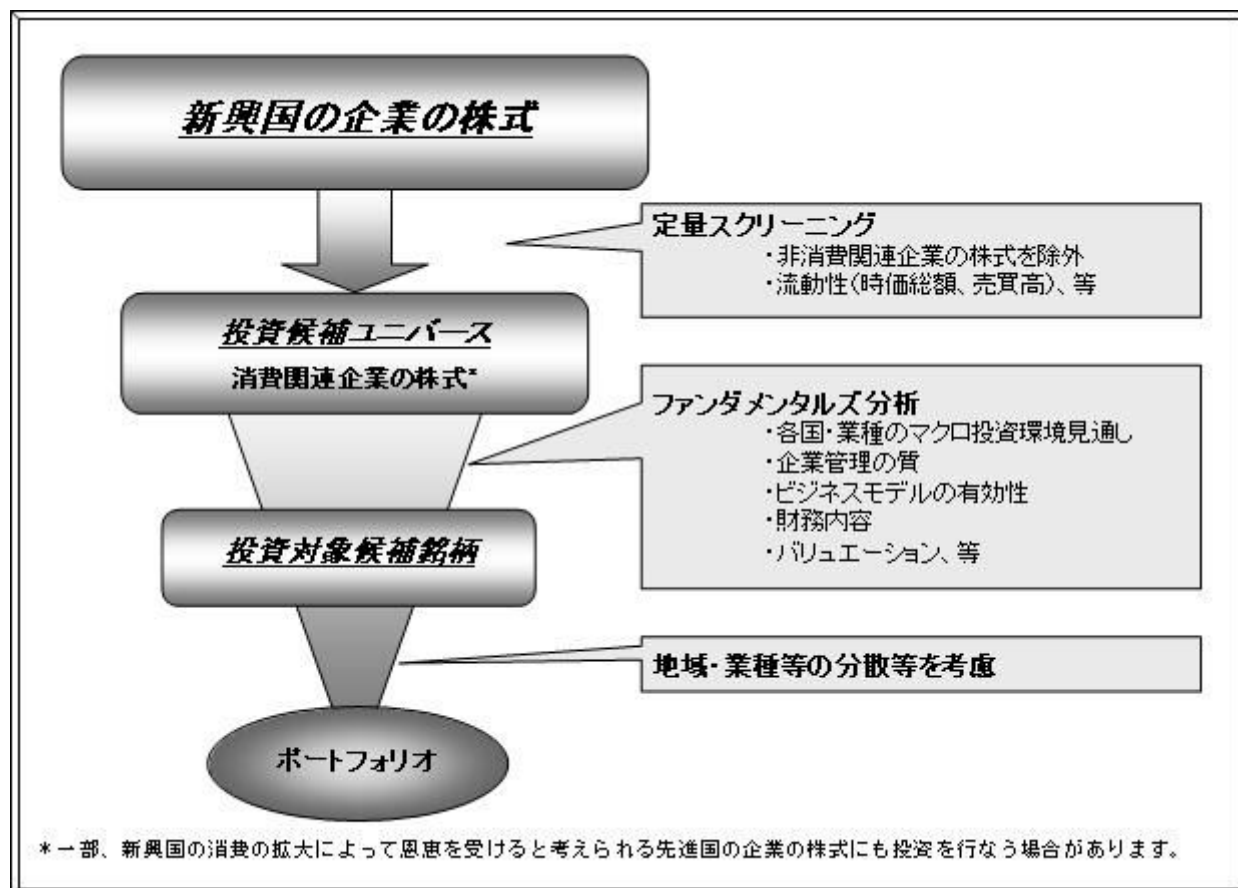 新興国の企業の株式
定量スクリーニング
・非消費関連企業の株式を除外
・流動性(時価総額、売買高)、等
投資候補ユニバース
消費関連企業の株式*
ファンダメンタルズ分析
・各国・業種のマクロ投資環境見通し
・企業管理の質
・ビジネスモデルの有効性
・財務内容
・バリュエーション、等
投資対象候補銘柄
地域・業種等の分散等を考慮
ポートフォリオ
*一部、新興国の消費の拡大によって恩恵を受けると考えられる先進国の企業の株式にも投資を行なう場合があります。